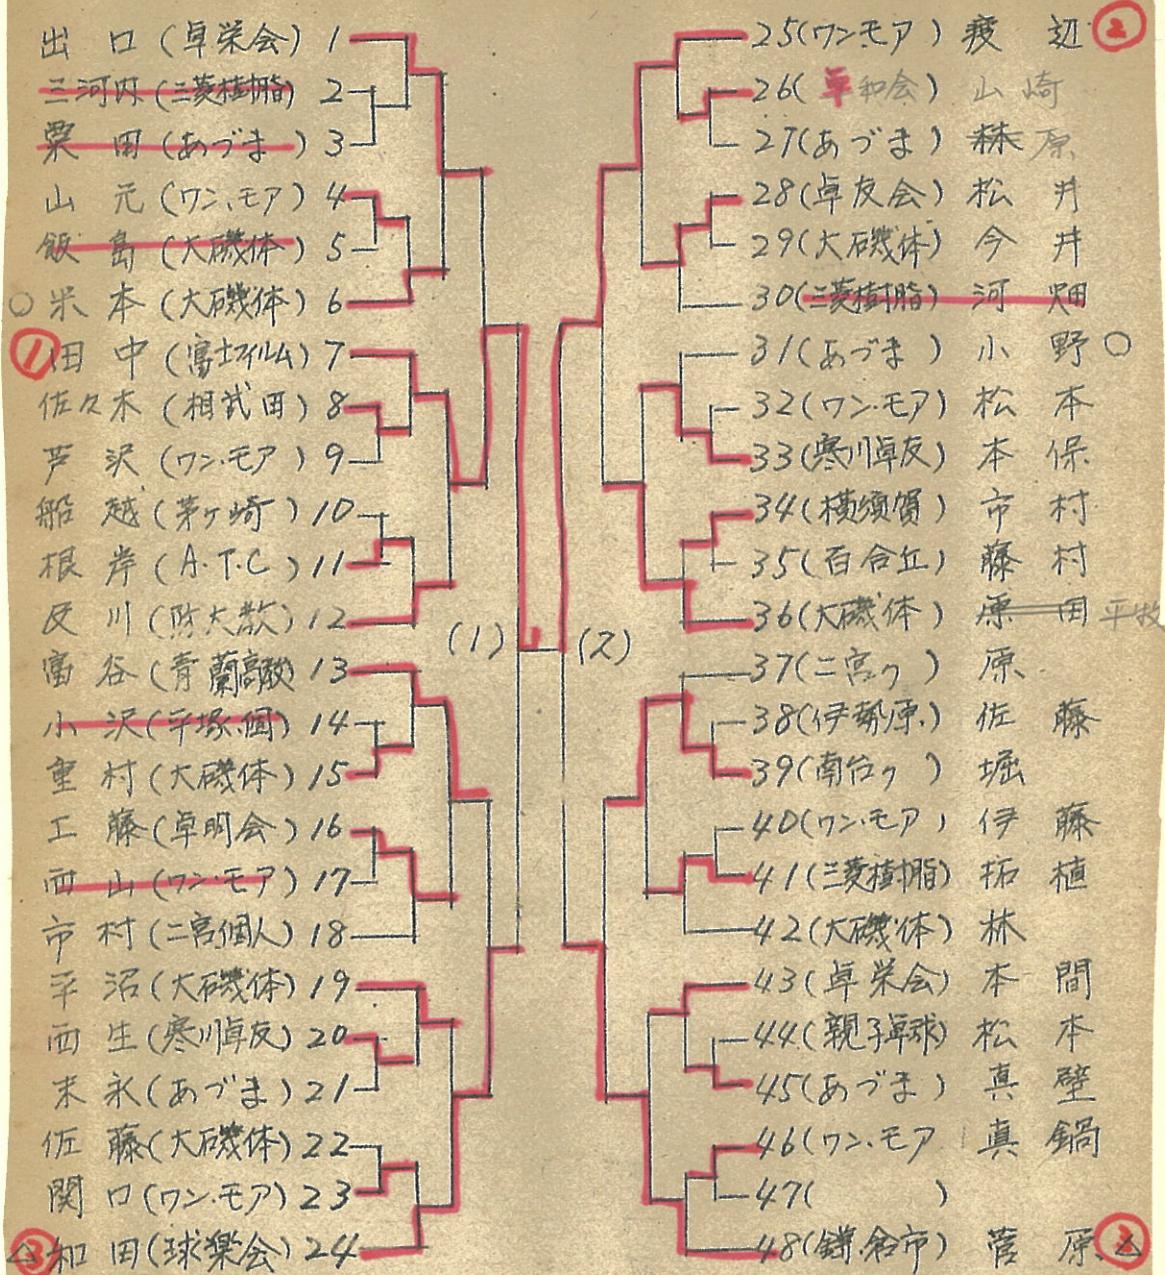 出口(卓栄会)1
三河内(三菱樹脂)2
粟田(あづま)3
山元(ワン.モア)4
飯島(大磯体)5
○米本(大磯体)6
①田中(富士フィルム)7
佐々木(相武田)8
芦沢(ワン.モア)9
船越(茅ヶ崎)10
根岸(A.T.C)11
及川(防大教)12
富谷(青蘭高教)13
小沢(平塚.個)14
重村(大磯体)15
工藤(卓明会)16
西山(ワン.モア)17
市村(二宮個人)18
平沼(大磯体)19
西生(寒川卓友)20
末永(あづま)21
佐藤(大磯体)22
関口(ワン.モア)23
△③和田(球楽会)24
(1)
(2)
25(ワン.モア)渡辺②
26(卓和会)山崎
27(あづま)森原
28(卓友会)松井
29(大磯体)今井
30(三菱樹脂)河畑
31(あづま)小野○
32(ワン.モア)松本
33(寒川卓友)本保
34(横須賀)市村
35(百合丘)藤村
36(大磯体)原田 平牧
37(二宮ク)原
38(伊勢原.)佐藤
39(南台ク)堀
40(ワン.モア)伊藤
41(三菱樹脂)拓植
42(大磯体)林
43(卓栄会)本間
44(親子卓球)松本
45(あづま)真壁
46(ワン.モア 真鍋
47( )
48(鎌倉市)菅原△